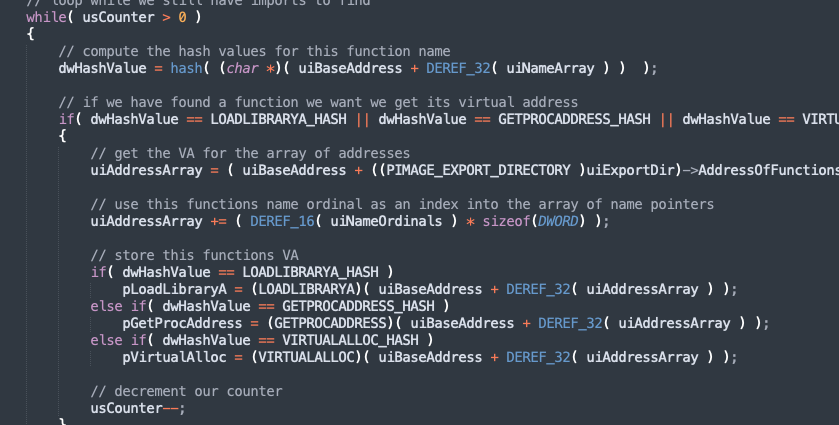 // loop while we still have imports to find
while( usCounter > 0 )
{
// compute the hash values for this function name
dwHashValue = hash( (char *)( uiBaseAddress + DEREF_32( uiNameArray ) )  );
// if we have found a function we want we get its virtual address
if( dwHashValue == LOADLIBRARYA_HASH || dwHashValue == GETPROCADDRESS_HASH || dwHashValue == VIRTU
{
// get the VA for the array of addresses
uiAddressArray = ( uiBaseAddress + ((PIMAGE_EXPORT_DIRECTORY )uiExportDir)->AddressOfFunctions
// use this functions name ordinal as an index into the array of name pointers
uiAddressArray += ( DEREF_16( uiNameOrdinals ) * sizeof(DWORD) );
// store this functions VA
if( dwHashValue == LOADLIBRARYA_HASH )
pLoadLibraryA = (LOADLIBRARYA)( uiBaseAddress + DEREF_32( uiAddressArray ) );
else if( dwHashValue == GETPROCADDRESS_HASH )
pGetProcAddress = (GETPROCADDRESS)( uiBaseAddress + DEREF_32( uiAddressArray ) );
else if( dwHashValue == VIRTUALALLOC_HASH )
pVirtualAlloc = (VIRTUALALLOC)( uiBaseAddress + DEREF_32( uiAddressArray ) );
// decrement our counter
usCounter--;
}